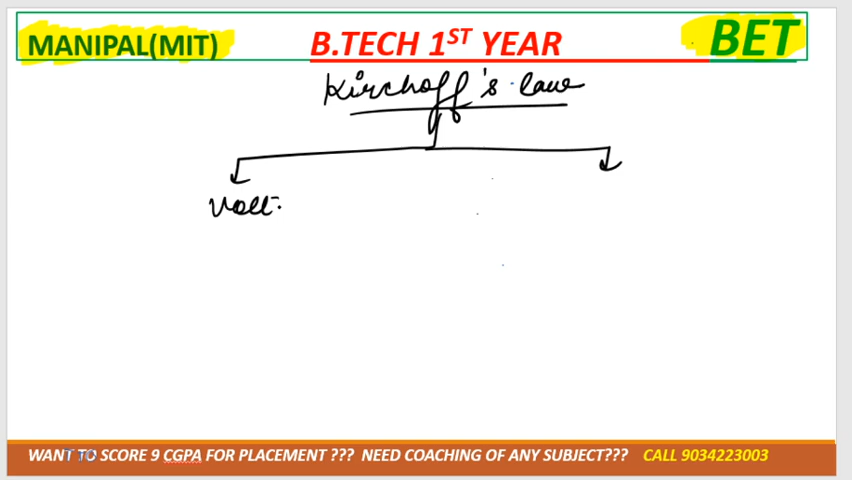 MANIPAL(MIT) B.TECH 1ST YEAR BET
Kirchoff's law
Volt.
WANT TO SCORE 9 CGPA FOR PLACEMENT ??? NEED COACHING OF ANY SUBJECT??? CALL 9034223003